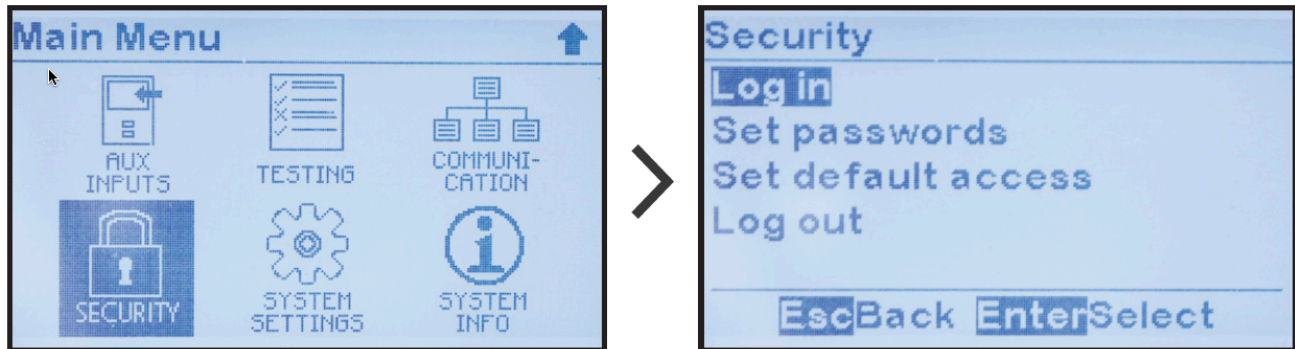 Main Menu
AUX
INPUTS
TESTING
COMMUNI-
CATION
SECURITY
SYSTEM
SETTINGS
SYSTEM
INFO
Security
Log in
Set passwords
Set default access
Log out
EscBack EnterSelect